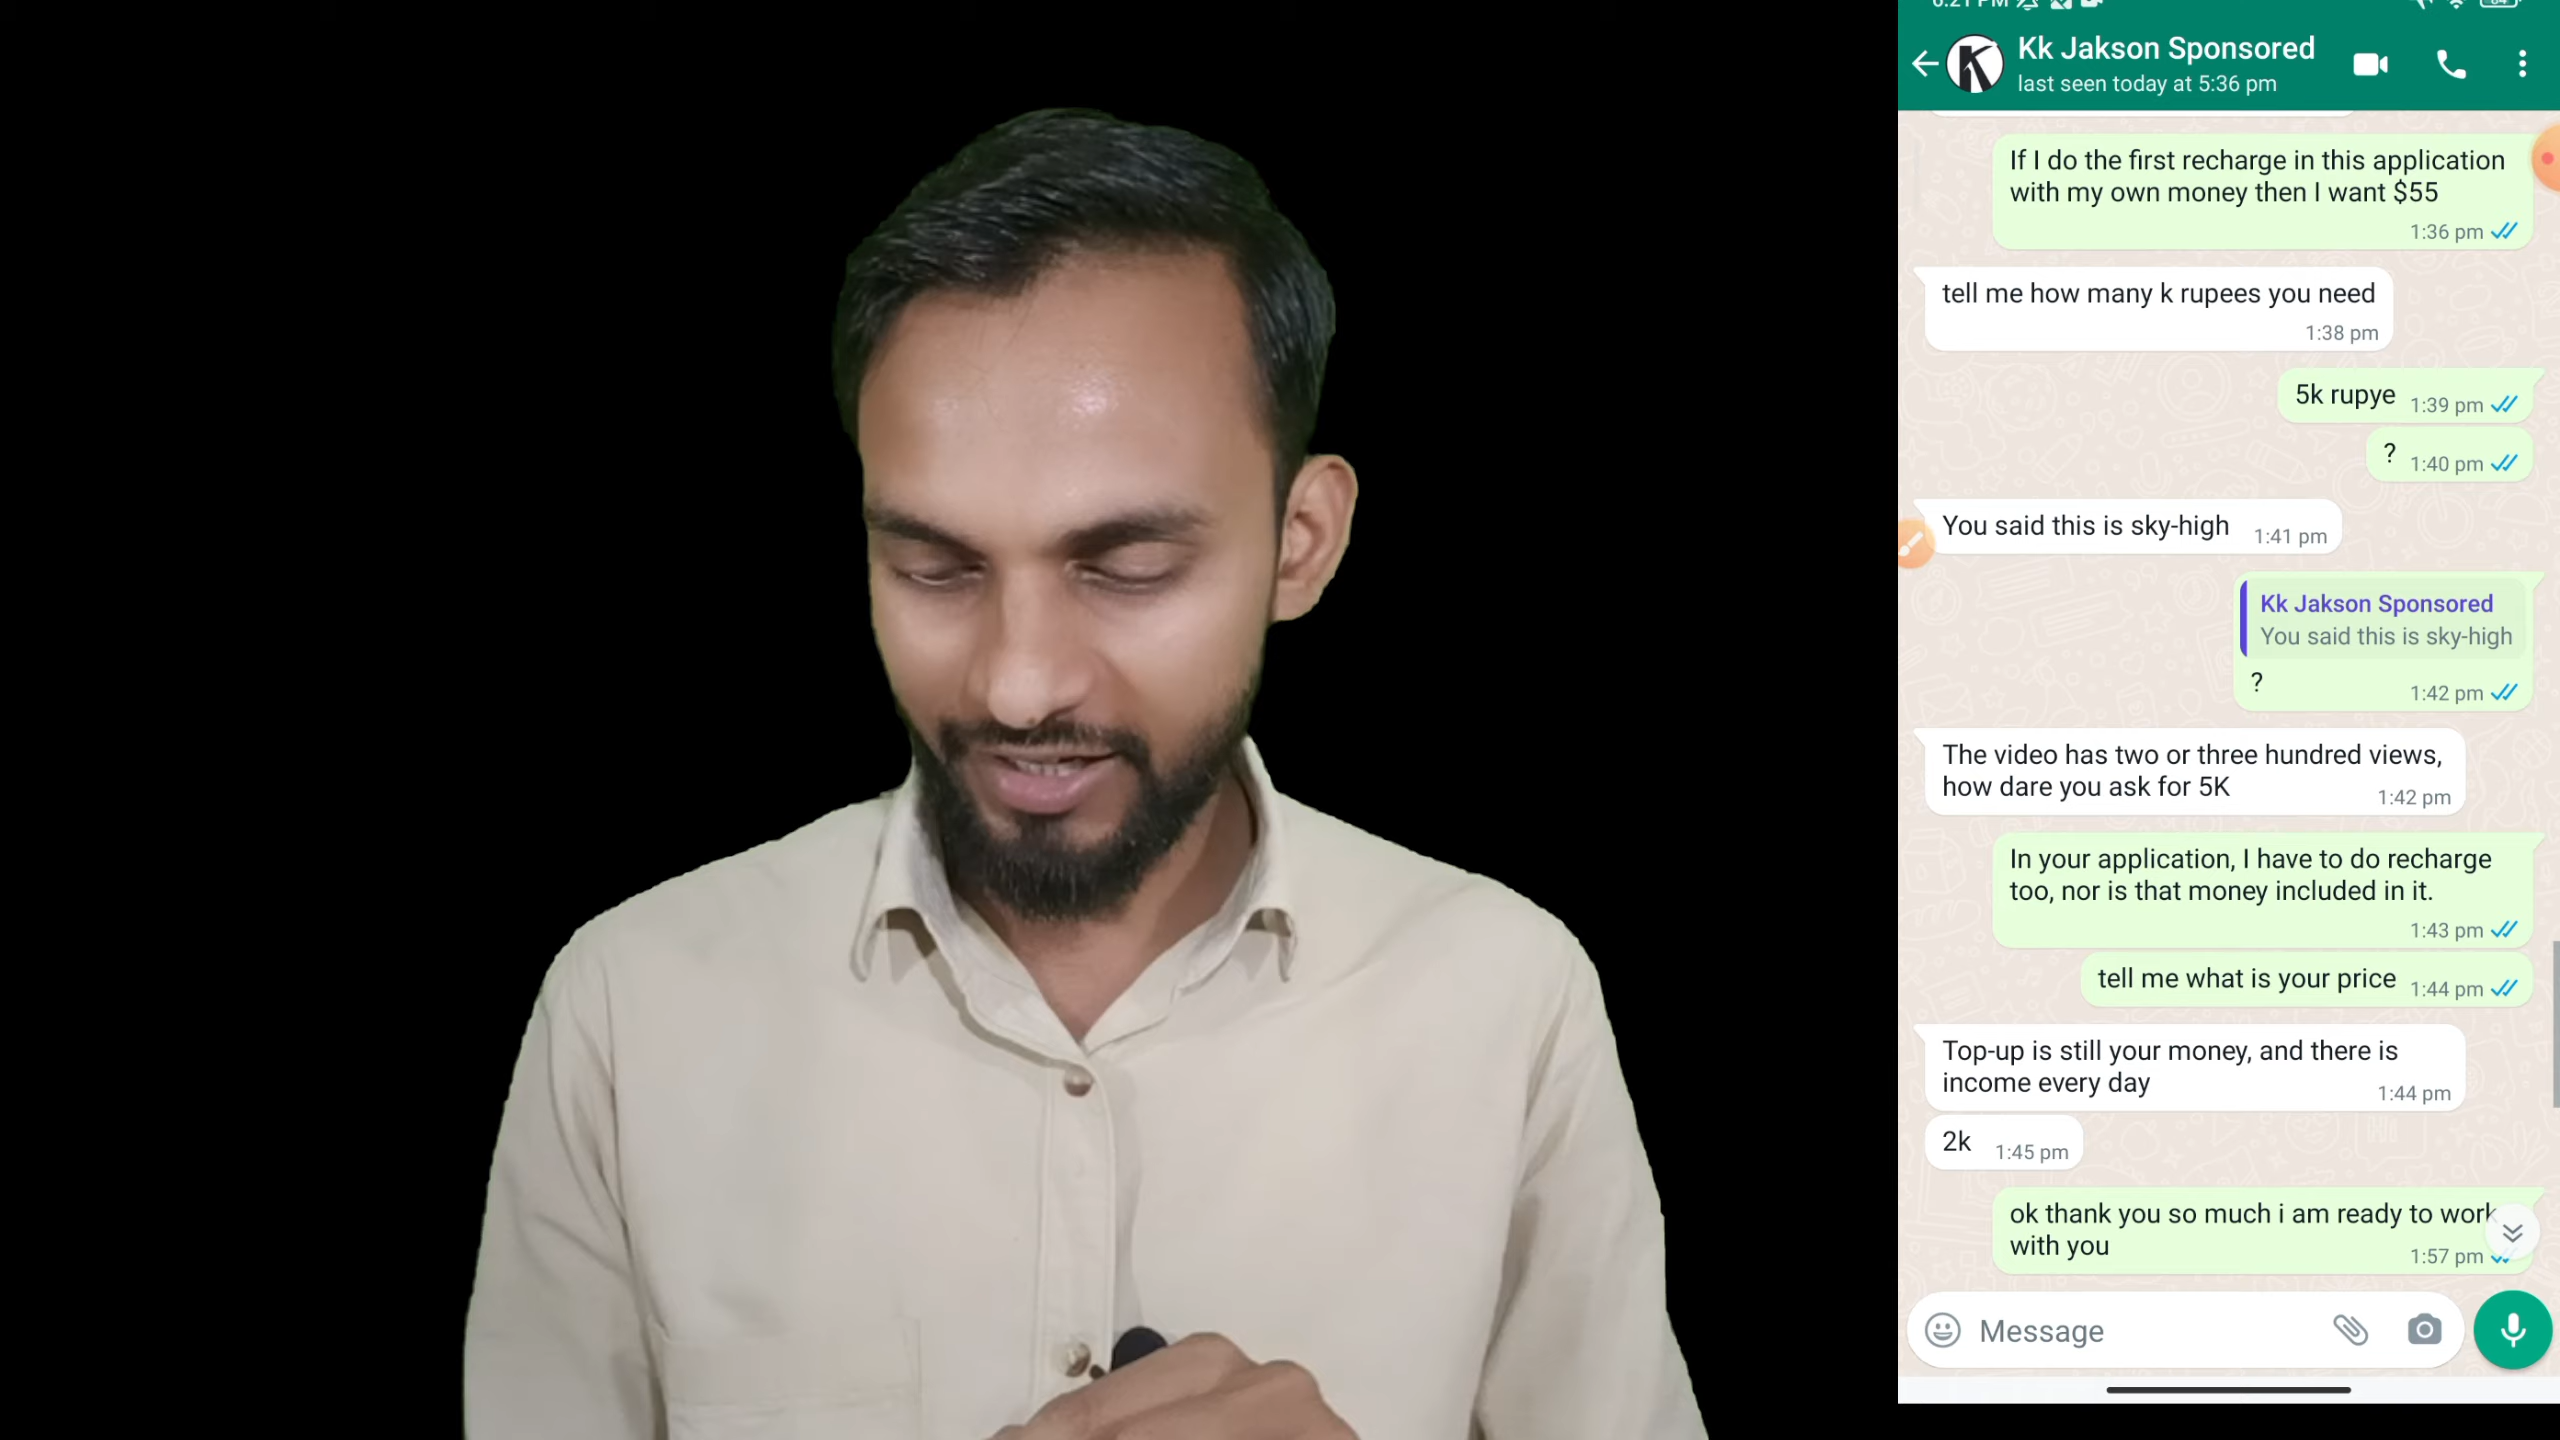 6:21 PM
84
Kk Jakson Sponsored
last seen today at 5:36 pm
If I do the first recharge in this application
with my own money then I want $55
1:36 pm
tell me how many k rupees you need
1:38 pm
5k rupye 1:39 pm
? 1:40 pm
You said this is sky-high 1:41 pm
Kk Jakson Sponsored
You said this is sky-high
? 1:42 pm
The video has two or three hundred views,
how dare you ask for 5K 1:42 pm
In your application, I have to do recharge
too, nor is that money included in it.
1:43 pm
tell me what is your price 1:44 pm
Top-up is still your money, and there is
income every day 1:44 pm
2k 1:45 pm
ok thank you so much i am ready to work
with you 1:57 pm
Message